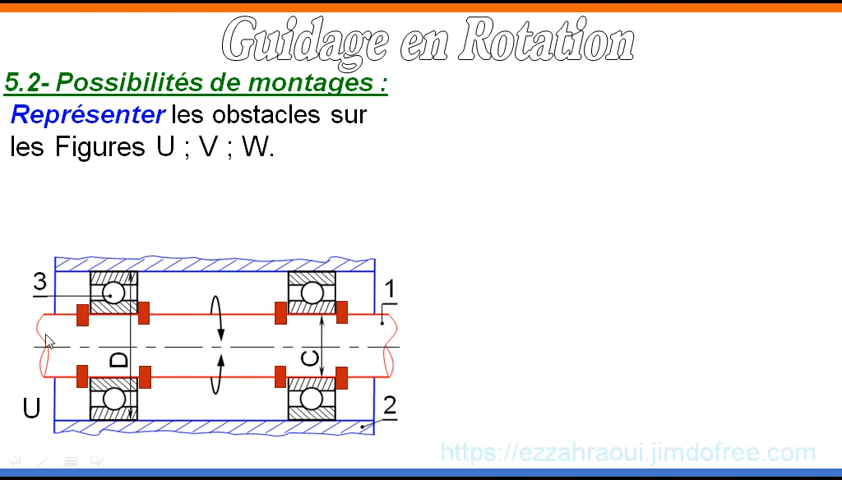 Guidage en Rotation
5.2- Possibilités de montages :
Représenter les obstacles sur
les Figures U ; V ; W.
3
1
D
C
U
2
https://ezzahraoui.jimdofree.com